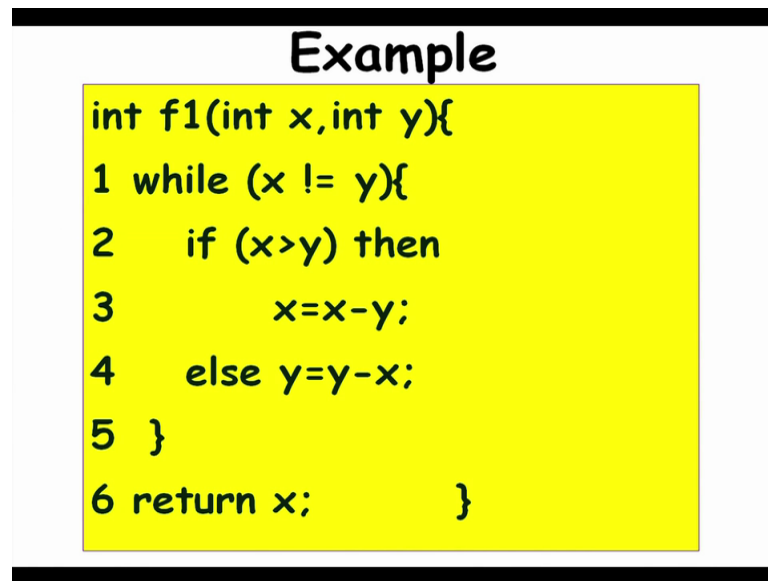 Example
int f1(int x,int y){
1 while (x != y){
2 if (x>y) then
3 x=x-y;
4 else y=y-x;
5 }
6 return x; }